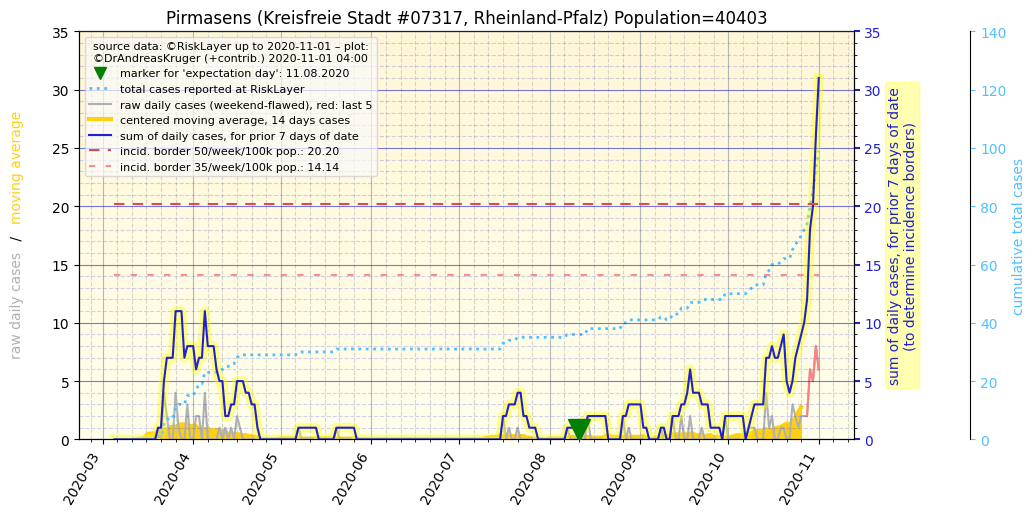 Pirmasens (Kreisfreie Stadt #07317, Rheinland-Pfalz) Population=40403
source data: ©RiskLayer up to 2020-11-01 – plot:
©DrAndreasKruger (+contrib.) 2020-11-01 04:00
marker for 'expectation day': 11.08.2020
total cases reported at RiskLayer
raw daily cases (weekend-flawed), red: last 5
centered moving average, 14 days cases
sum of daily cases, for prior 7 days of date
incid. border 50/week/100k pop.: 20.20
incid. border 35/week/100k pop.: 14.14
raw daily cases / moving average
35
30
25
20
15
10
5
0
2020-03
2020-04
2020-05
2020-06
2020-07
2020-08
2020-09
2020-10
2020-11
35
30
25
20
15
10
5
0
sum of daily cases, for prior 7 days of date
(to determine incidence borders)
140
120
100
80
60
40
20
0
cumulative total cases